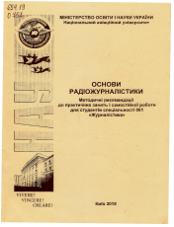 МІНІСТЕРСТВО ОСВІТИ І НАУКИ УКРАЇНИ
Національний авіаційний університет
НАУ
ОСНОВИ
РАДІОЖУРНАЛІСТИКИ
Методичні рекомендації
до практичних занять і самостійної роботи
для студентів спеціальності 061
«Журналістика»
VIVERE!
VINCERE!
CREARE!
Київ 2018